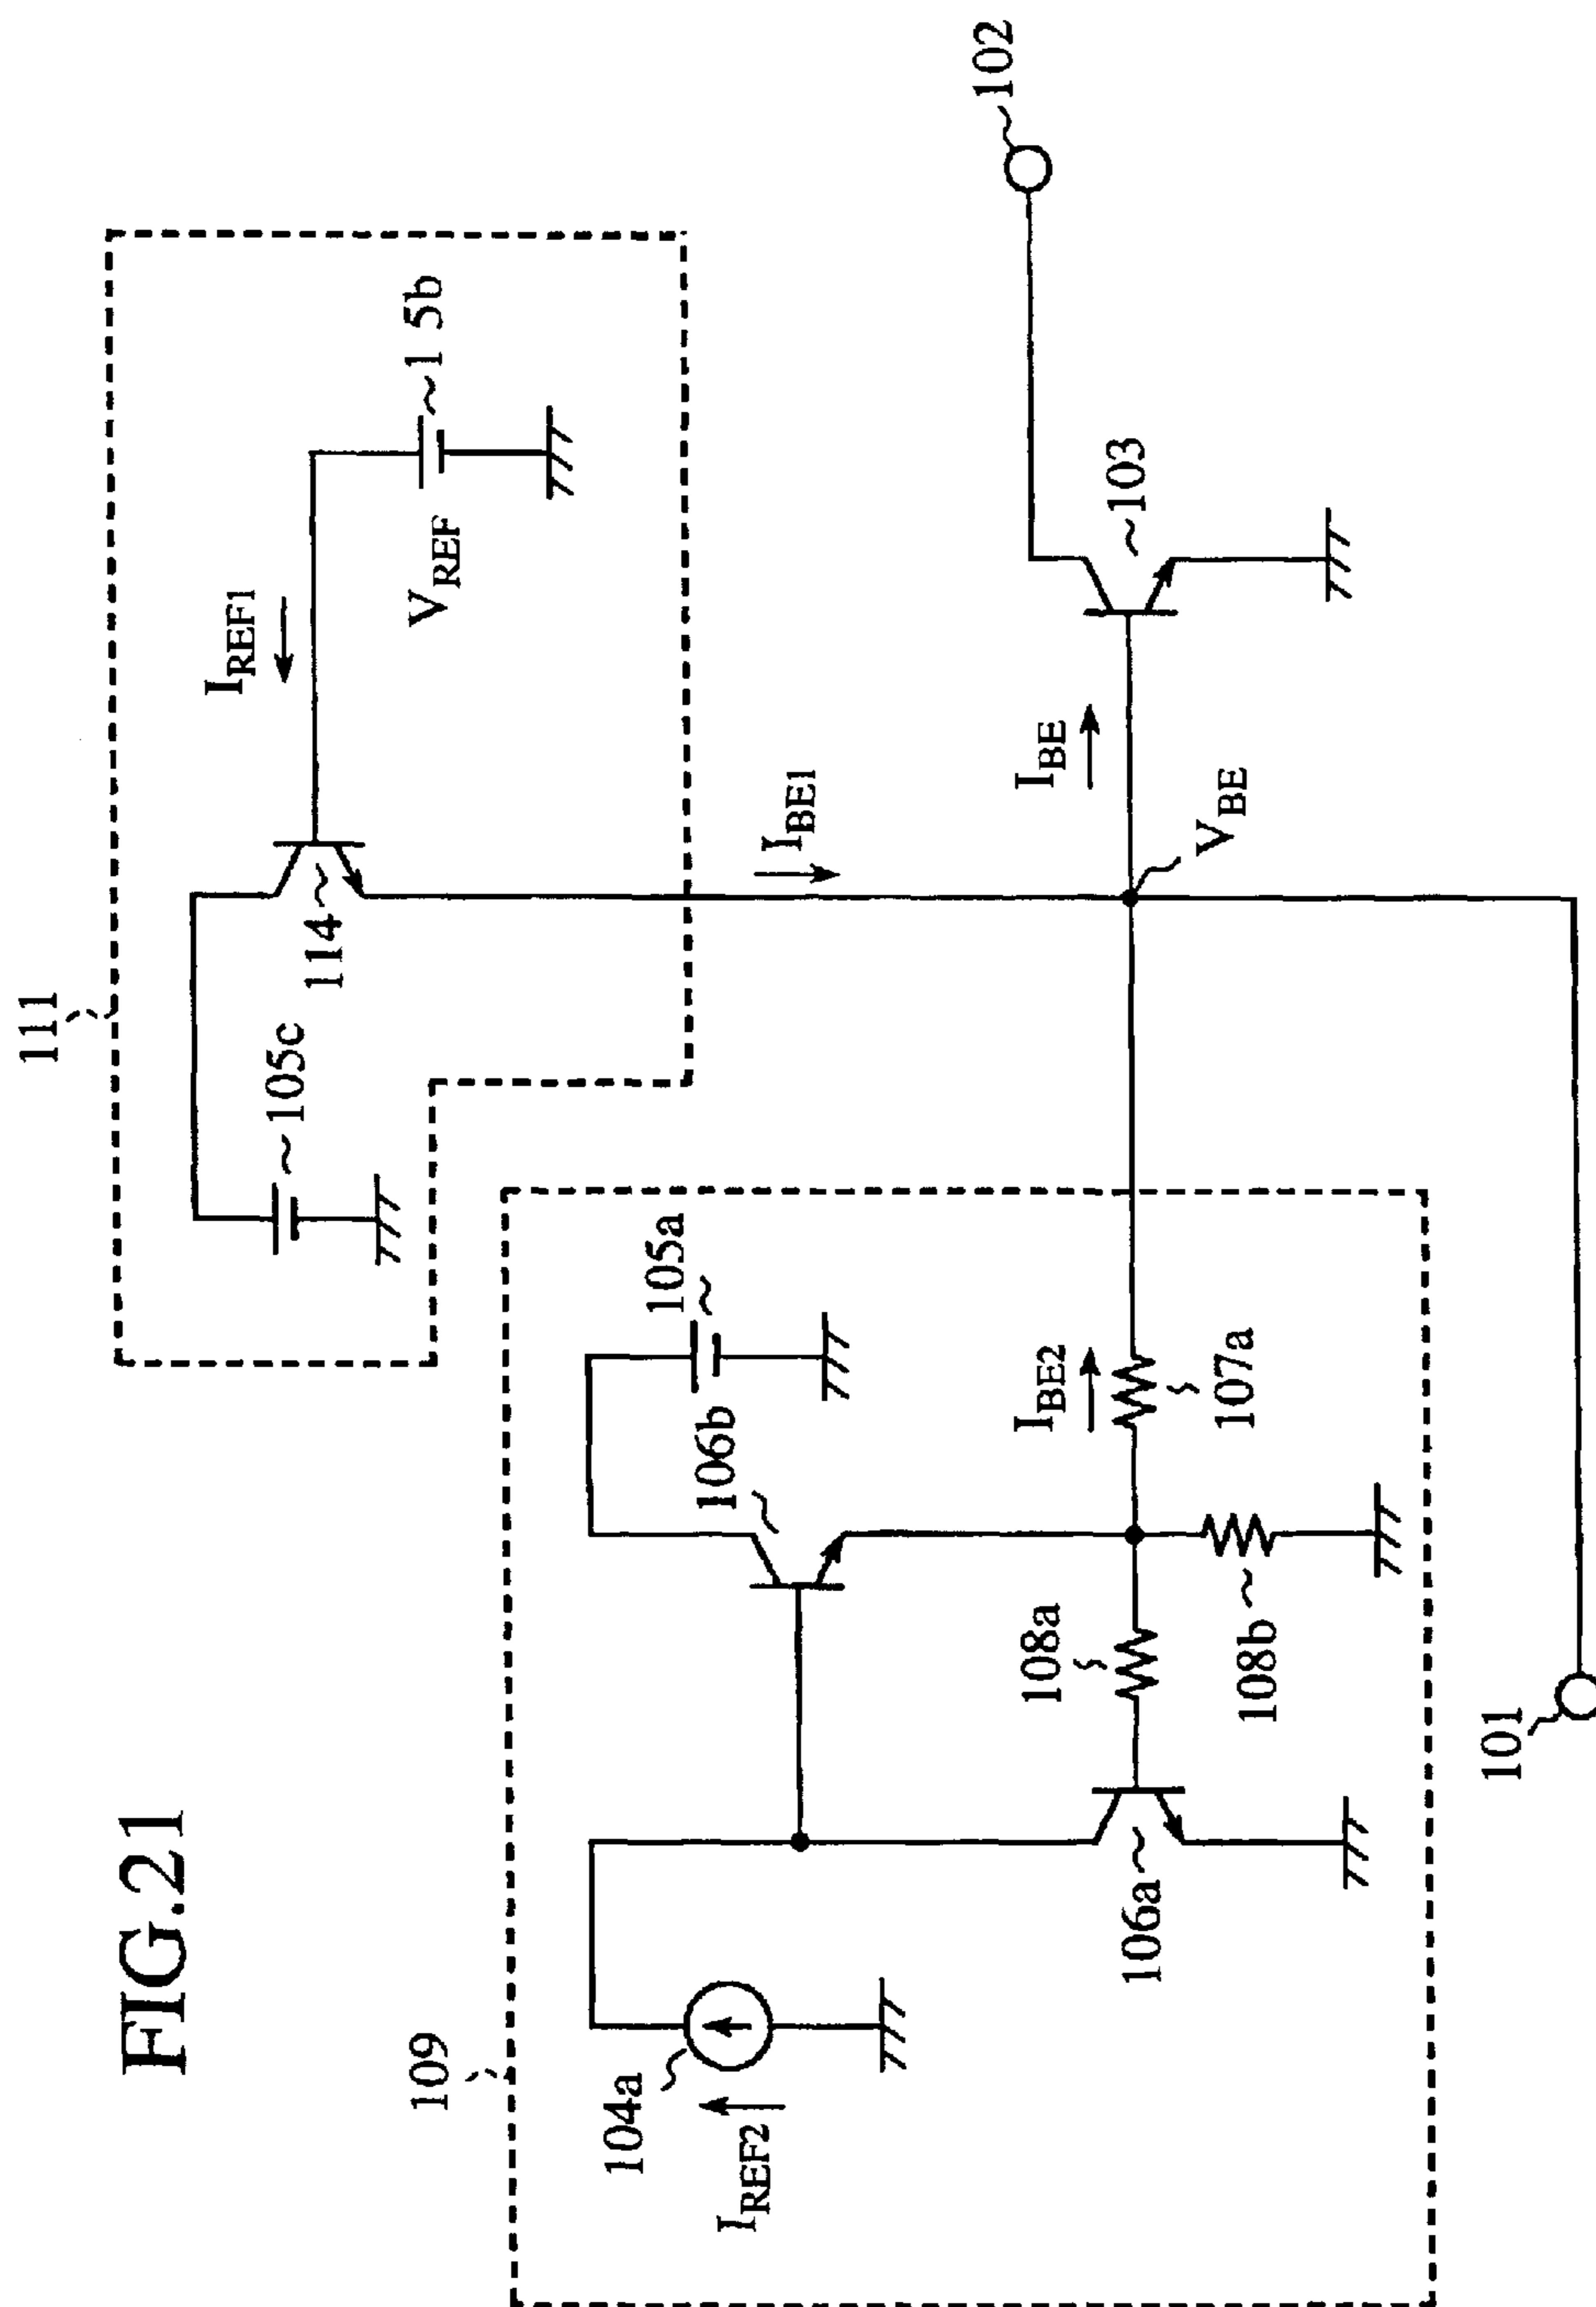 FIG.21
111
105c
114
I_REF1
V_REF
1 5b
109
104a
I_REF2
106b
105a
I_BE1
102
I_BE
103
V_BE
106a
108a
108b
I_BE2
107a
101